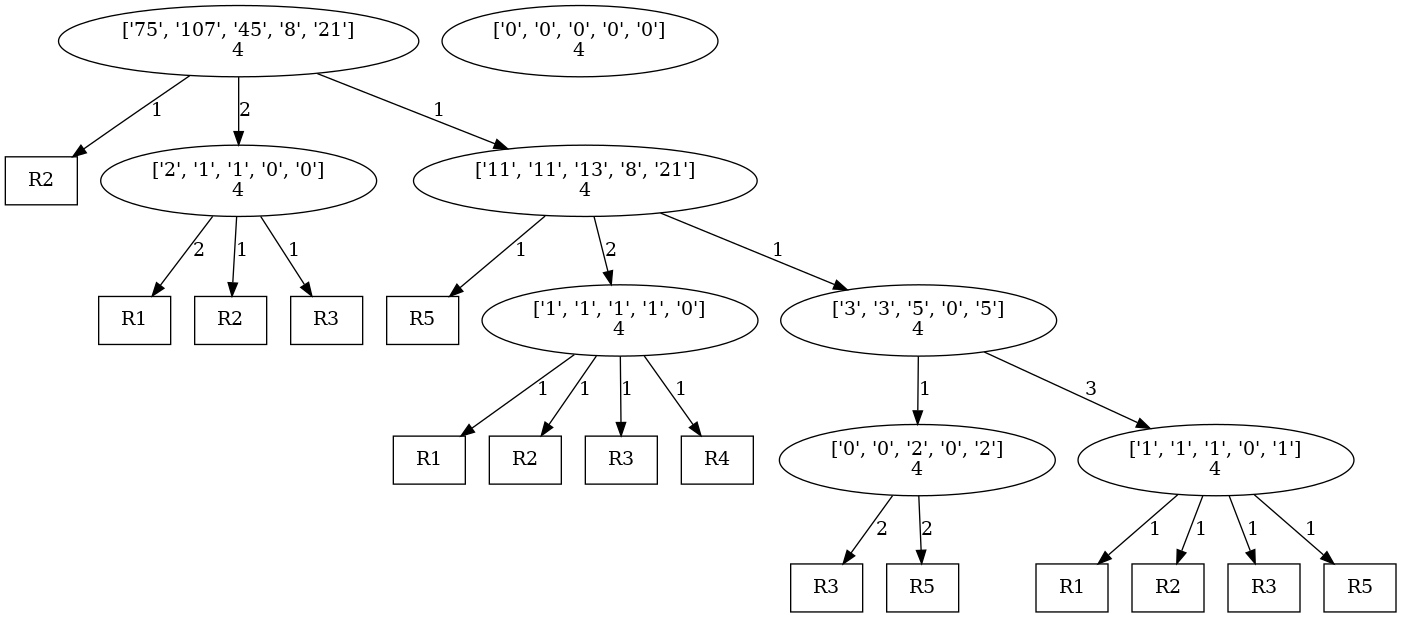 ['75', '107', '45', '8', '21']
4
['0', '0', '0', '0', '0']
4
1
2
1
R2
['2', '1', '1', '0', '0']
4
['11', '11', '13', '8', '21']
4
2
1
1
1
2
1
R1
R2
R3
R5
['1', '1', '1', '1', '0']
4
['3', '3', '5', '0', '5']
4
1
1
1
1
1
3
R1
R2
R3
R4
['0', '0', '2', '0', '2']
4
['1', '1', '1', '0', '1']
4
2
2
1
1
1
1
R3
R5
R1
R2
R3
R5